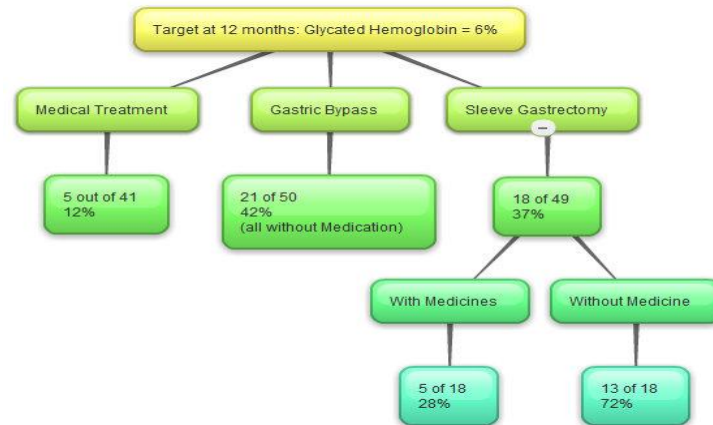 Target at 12 months: Glycated Hemoglobin = 6%
Medical Treatment
Gastric Bypass
Sleeve Gastrectomy
5 out of 41
12%
21 of 50
42%
(all without Medication)
18 of 49
37%
With Medicines
Without Medicine
5 of 18
28%
13 of 18
72%